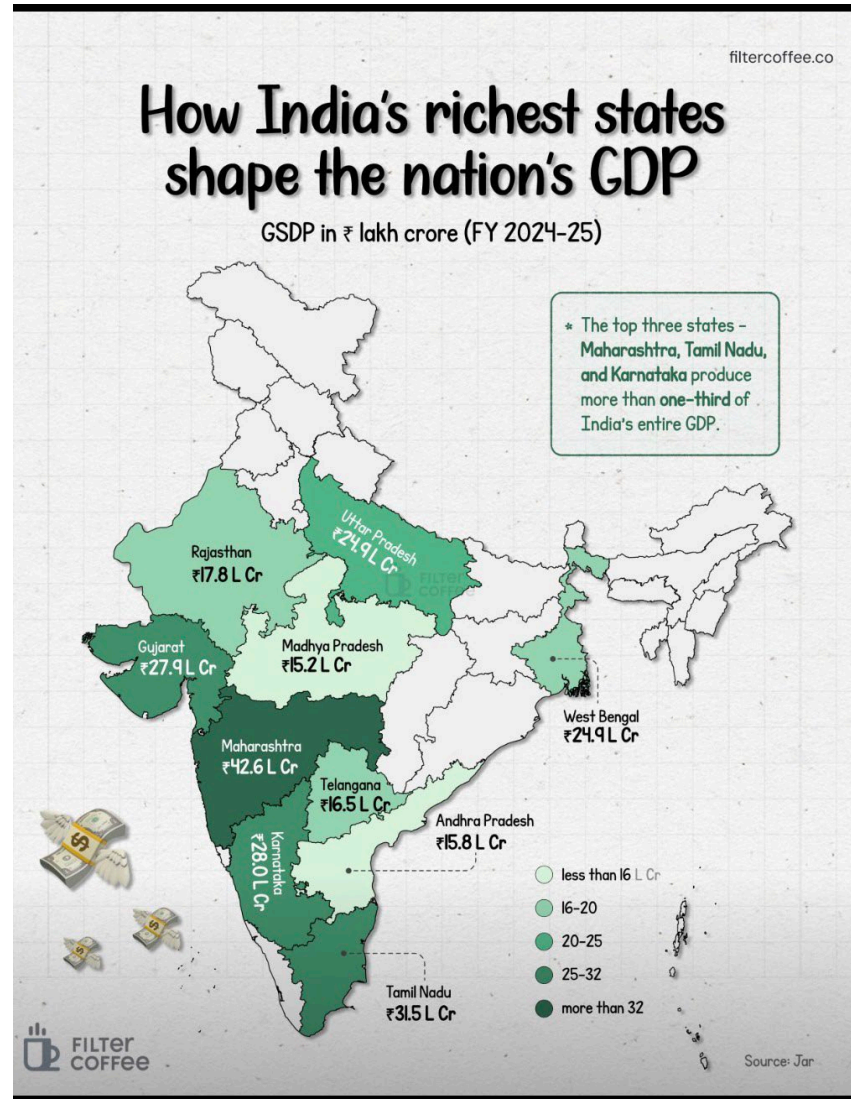 filtercoffee.co
How India's richest states
shape the nation's GDP
GSDP in ₹ lakh crore (FY 2024-25)
* The top three states -
Maharashtra, Tamil Nadu,
and Karnataka produce
more than one-third of
India's entire GDP.
Uttar Pradesh
₹24.9 L Cr
Rajasthan
₹17.8 L Cr
FILTER
COFFEE
Gujarat
₹27.9 L Cr
Madhya Pradesh
₹15.2 L Cr
West Bengal
₹24.9 L Cr
Maharashtra
₹42.6 L Cr
Telangana
₹16.5 L Cr
Andhra Pradesh
₹15.8 L Cr
Karnataka
₹28.0 L Cr
Tamil Nadu
₹31.5 L Cr
less than 16 L Cr
16-20
20-25
25-32
more than 32
FILTER
COFFEE
Source: Jar